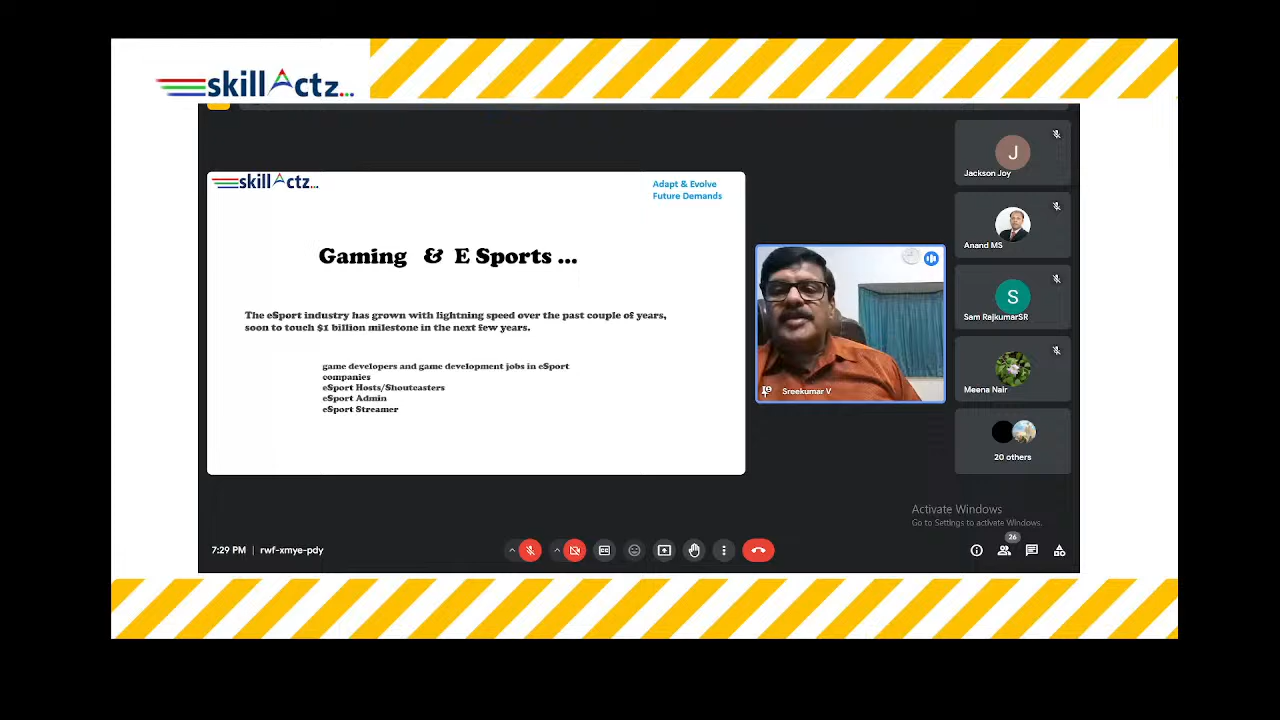 skillActz...
skillActz...
Adapt & Evolve
Future Demands
Gaming & E Sports ...
The eSport industry has grown with lightning speed over the past couple of years,
soon to touch $1 billion milestone in the next few years.
game developers and game development jobs in eSport
companies
eSport Hosts/Shoutcasters
eSport Admin
eSport Streamer
Sreekumar V
J
Jackson Joy
Anand MS
S
Sam RajkumarSR
Meena Nair
20 others
Activate Windows
Go to Settings to activate Windows.
7:29 PM | rwf-xmye-pdy
CC
26